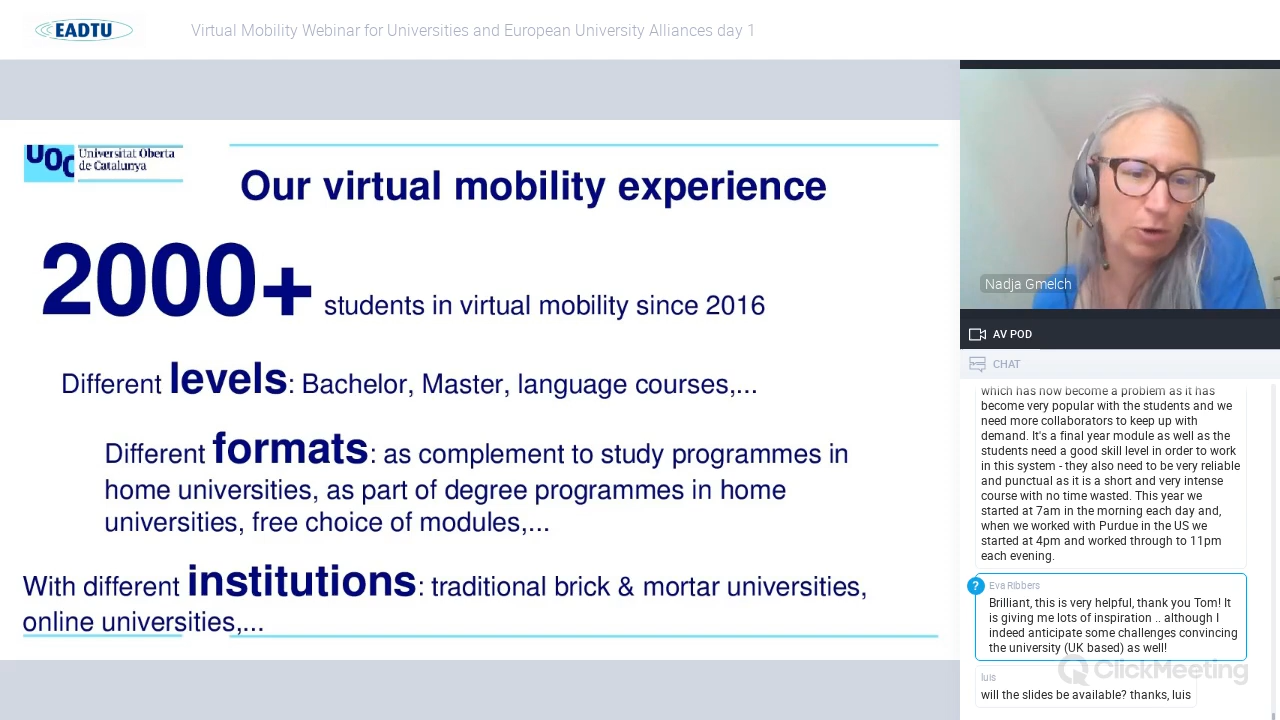 EADTU
Virtual Mobility Webinar for Universities and European University Alliances day 1
UOC
Universitat Oberta
de Catalunya
Our virtual mobility experience
2000+ students in virtual mobility since 2016
Different levels: Bachelor, Master, language courses,...
Different formats: as complement to study programmes in
home universities, as part of degree programmes in home
universities, free choice of modules,...
With different institutions: traditional brick & mortar universities,
online universities,...
Nadja Gmelch
AV POD
CHAT
which has now become a problem as it has
become very popular with the students and we
need more collaborators to keep up with
demand. It's a final year module as well as the
students need a good skill level in order to work
in this system - they also need to be very reliable
and punctual as it is a short and very intense
course with no time wasted. This year we
started at 7am in the morning each day and,
when we worked with Purdue in the US we
started at 4pm and worked through to 11pm
each evening.
?
Eva Ribbers
Brilliant, this is very helpful, thank you Tom! It
is giving me lots of inspiration .. although I
indeed anticipate some challenges convincing
the university (UK based) as well!
ClickMeeting
luis
will the slides be available? thanks, luis